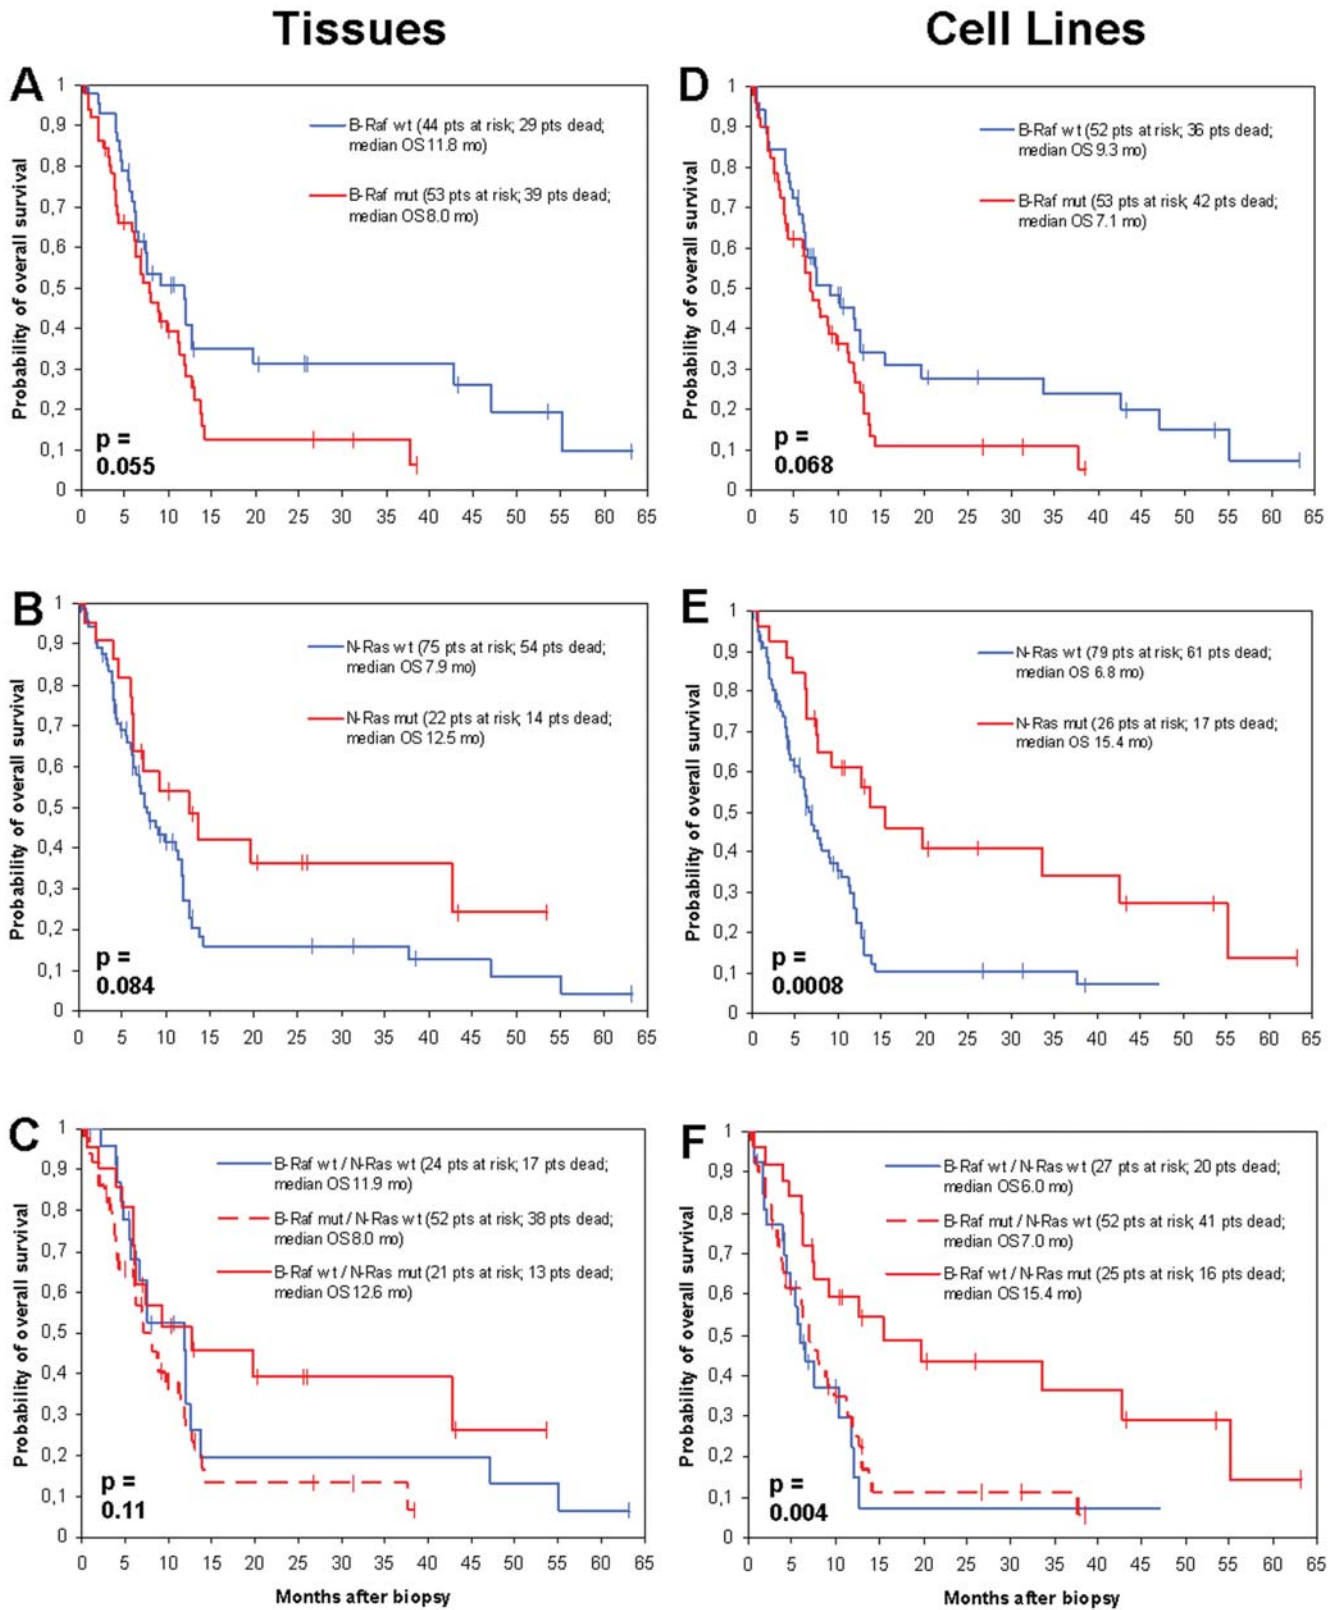 Tissues
Cell Lines
A
Probability of overall survival
1
0,9
0,8
0,7
0,6
0,5
0,4
0,3
0,2
0,1
0
B-Raf wt (44 pts at risk; 29 pts dead;
median OS 11.8 mo)
B-Raf mut (53 pts at risk; 39 pts dead;
median OS 8.0 mo)
p =
0.055
0 5 10 15 20 25 30 35 40 45 50 55 60 65
D
Probability of overall survival
1
0,9
0,8
0,7
0,6
0,5
0,4
0,3
0,2
0,1
0
B-Raf wt (52 pts at risk; 36 pts dead;
median OS 9.3 mo)
B-Raf mut (53 pts at risk; 42 pts dead;
median OS 7.1 mo)
p =
0.068
0 5 10 15 20 25 30 35 40 45 50 55 60 65
B
Probability of overall survival
1
0,9
0,8
0,7
0,6
0,5
0,4
0,3
0,2
0,1
0
N-Ras wt (75 pts at risk; 54 pts dead;
median OS 7.9 mo)
N-Ras mut (22 pts at risk; 14 pts dead;
median OS 12.5 mo)
p =
0.084
0 5 10 15 20 25 30 35 40 45 50 55 60 65
E
Probability of overall survival
1
0,9
0,8
0,7
0,6
0,5
0,4
0,3
0,2
0,1
0
N-Ras wt (79 pts at risk; 61 pts dead;
median OS 6.8 mo)
N-Ras mut (26 pts at risk; 17 pts dead;
median OS 15.4 mo)
p =
0.0008
0 5 10 15 20 25 30 35 40 45 50 55 60 65
C
Probability of overall survival
1
0,9
0,8
0,7
0,6
0,5
0,4
0,3
0,2
0,1
0
B-Raf wt / N-Ras wt (24 pts at risk; 17 pts dead;
median OS 11.9 mo)
B-Raf mut / N-Ras wt (52 pts at risk; 38 pts dead;
median OS 8.0 mo)
B-Raf wt / N-Ras mut (21 pts at risk; 13 pts dead;
median OS 12.6 mo)
p =
0.11
0 5 10 15 20 25 30 35 40 45 50 55 60 65
Months after biopsy
F
Probability of overall survival
1
0,9
0,8
0,7
0,6
0,5
0,4
0,3
0,2
0,1
0
B-Raf wt / N-Ras wt (27 pts at risk; 20 pts dead;
median OS 6.0 mo)
B-Raf mut / N-Ras wt (52 pts at risk; 41 pts dead;
median OS 7.0 mo)
B-Raf wt / N-Ras mut (25 pts at risk; 16 pts dead;
median OS 15.4 mo)
p =
0.004
0 5 10 15 20 25 30 35 40 45 50 55 60 65
Months after biopsy